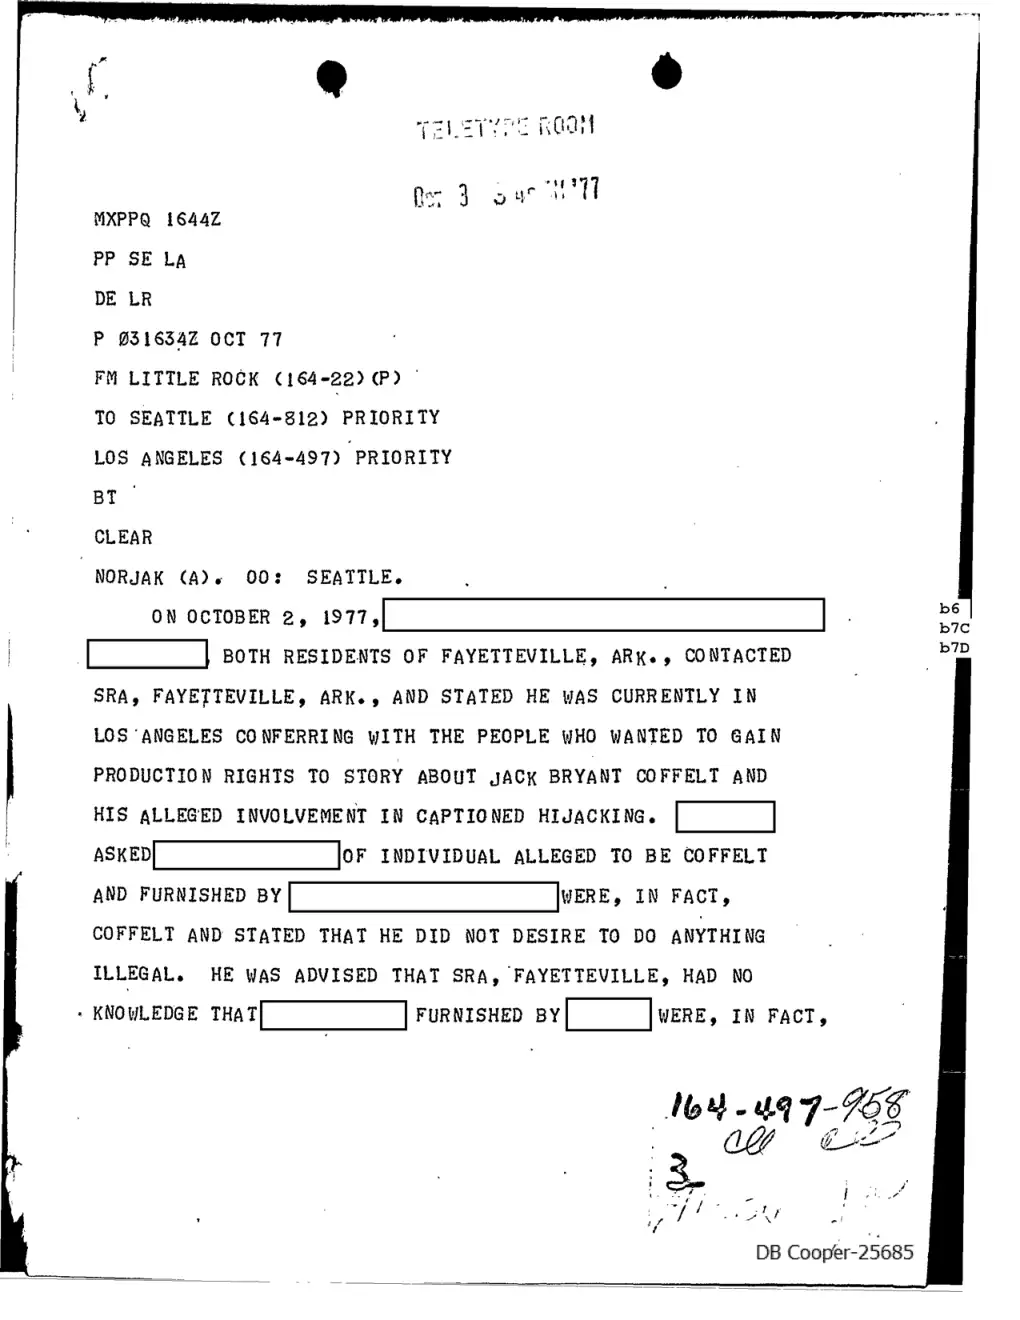 TELETYPE ROOM
OCT 3 '77
MXPPQ 1644Z
PP SE LA
DE LR
P 031634Z OCT 77
FM LITTLE ROCK (164-22)(P)
TO SEATTLE (164-812) PRIORITY
LOS ANGELES (164-497) PRIORITY
BT
CLEAR
NORJAK (A). OO: SEATTLE.
ON OCTOBER 2, 1977,
b6
b7C
, BOTH RESIDENTS OF FAYETTEVILLE, ARK., CONTACTED
b7D
SRA, FAYETTEVILLE, ARK., AND STATED HE WAS CURRENTLY IN
LOS ANGELES CONFERRING WITH THE PEOPLE WHO WANTED TO GAIN
PRODUCTION RIGHTS TO STORY ABOUT JACK BRYANT COFFELT AND
HIS ALLEGED INVOLVEMENT IN CAPTIONED HIJACKING.
ASKED OF INDIVIDUAL ALLEGED TO BE COFFELT
AND FURNISHED BY WERE, IN FACT,
COFFELT AND STATED THAT HE DID NOT DESIRE TO DO ANYTHING
ILLEGAL. HE WAS ADVISED THAT SRA, FAYETTEVILLE, HAD NO
KNOWLEDGE THAT FURNISHED BY WERE, IN FACT,
164-497-958
3
DB Cooper-25685